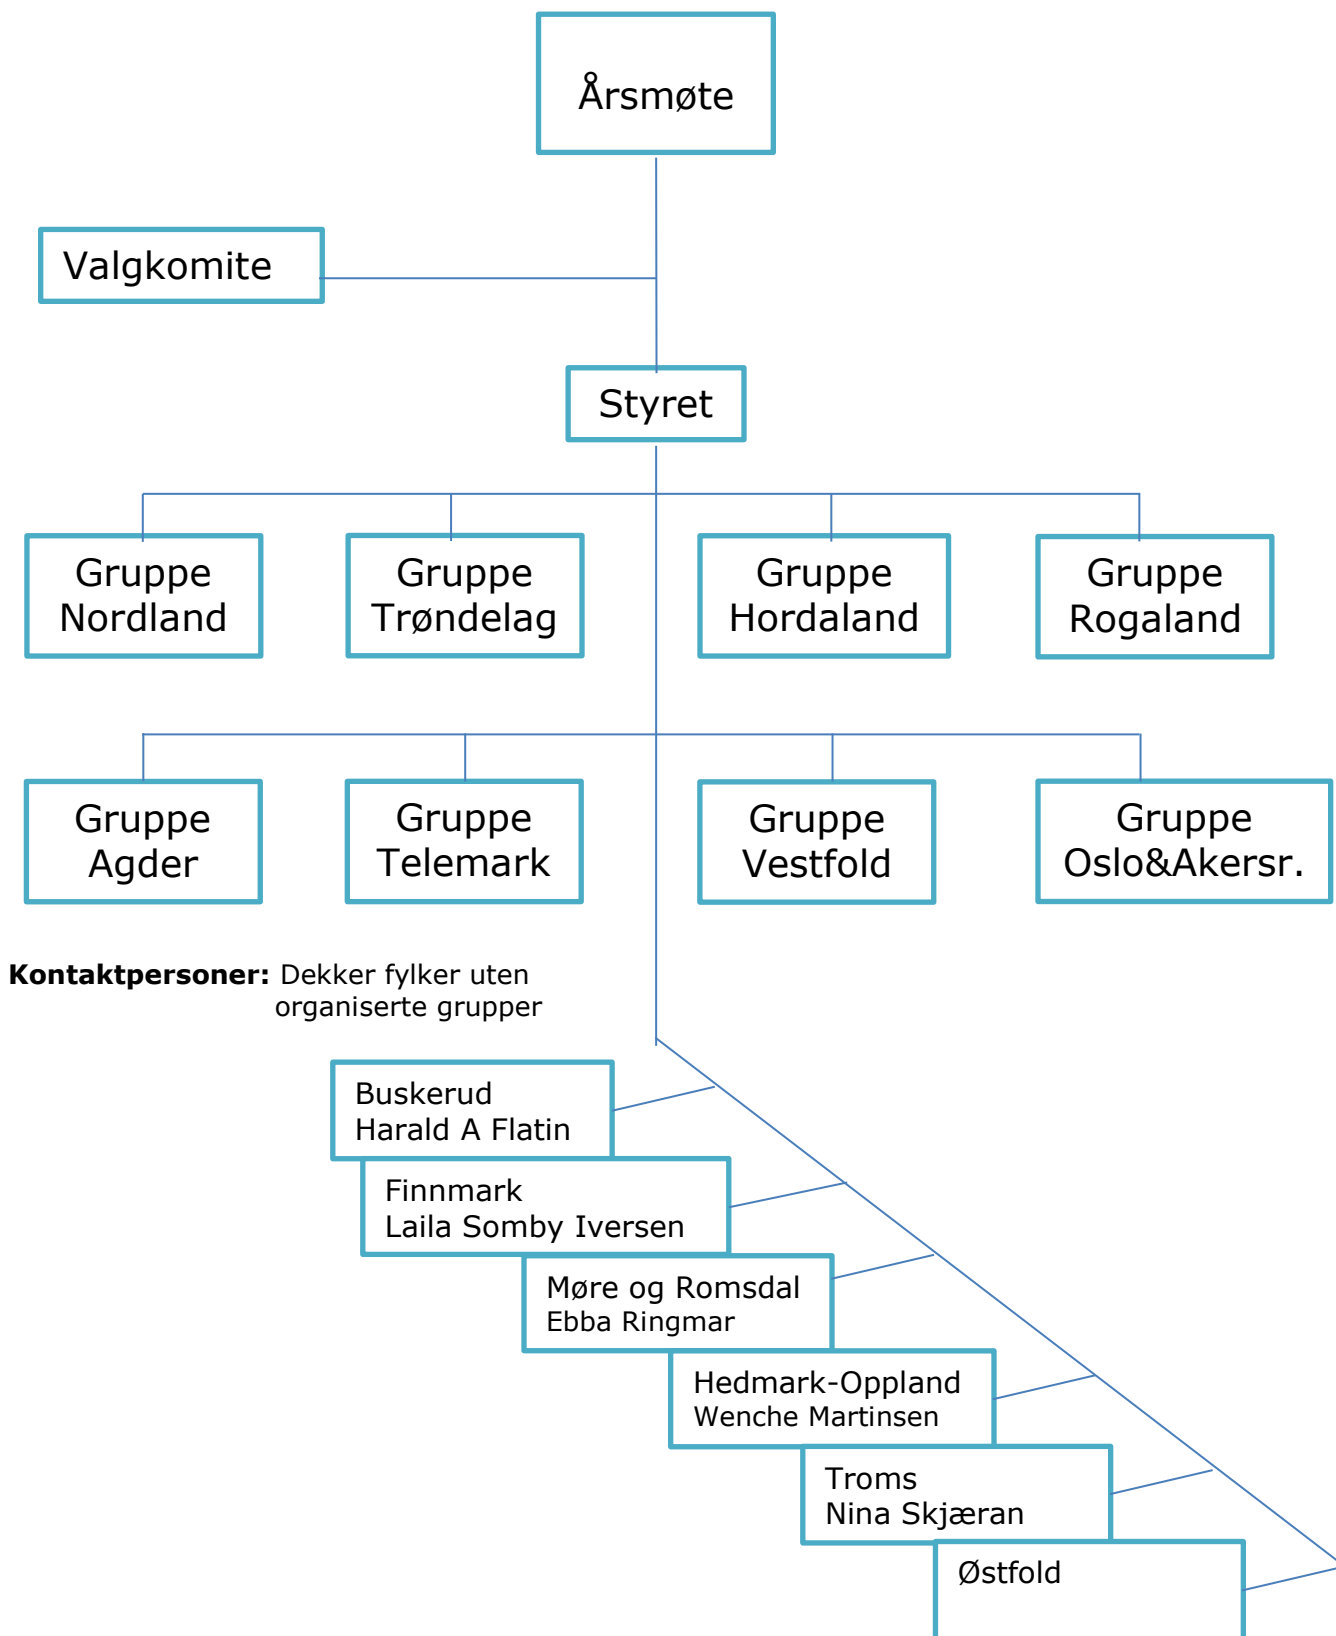 Årsmøte
Valgkomite
Styret
Gruppe
Nordland
Gruppe
Trøndelag
Gruppe
Hordaland
Gruppe
Rogaland
Gruppe
Agder
Gruppe
Telemark
Gruppe
Vestfold
Gruppe
Oslo&Akersr.
Kontaktpersoner: Dekker fylker uten
organiserte grupper
Buskerud
Harald A Flatin
Finnmark
Laila Somby Iversen
Møre og Romsdal
Ebba Ringmar
Hedmark-Oppland
Wenche Martinsen
Troms
Nina Skjæran
Østfold